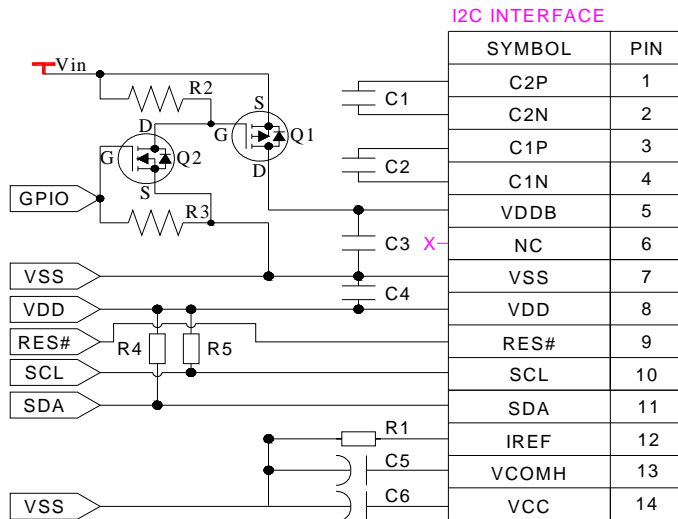 I2C INTERFACE
SYMBOL PIN
Vin
R2
S
C1
C2P 1
D
G
Q1
C2N 2
G
Q2
C2
C1P 3
S
D
C1N 4
GPIO
R3
VDDB 5
C3
X
NC 6
VSS
VSS 7
C4
VDD
VDD 8
RES#
R4
R5
RES# 9
SCL
SCL 10
SDA
SDA 11
R1
IREF 12
C5
VCOMH 13
C6
VSS
VCC 14